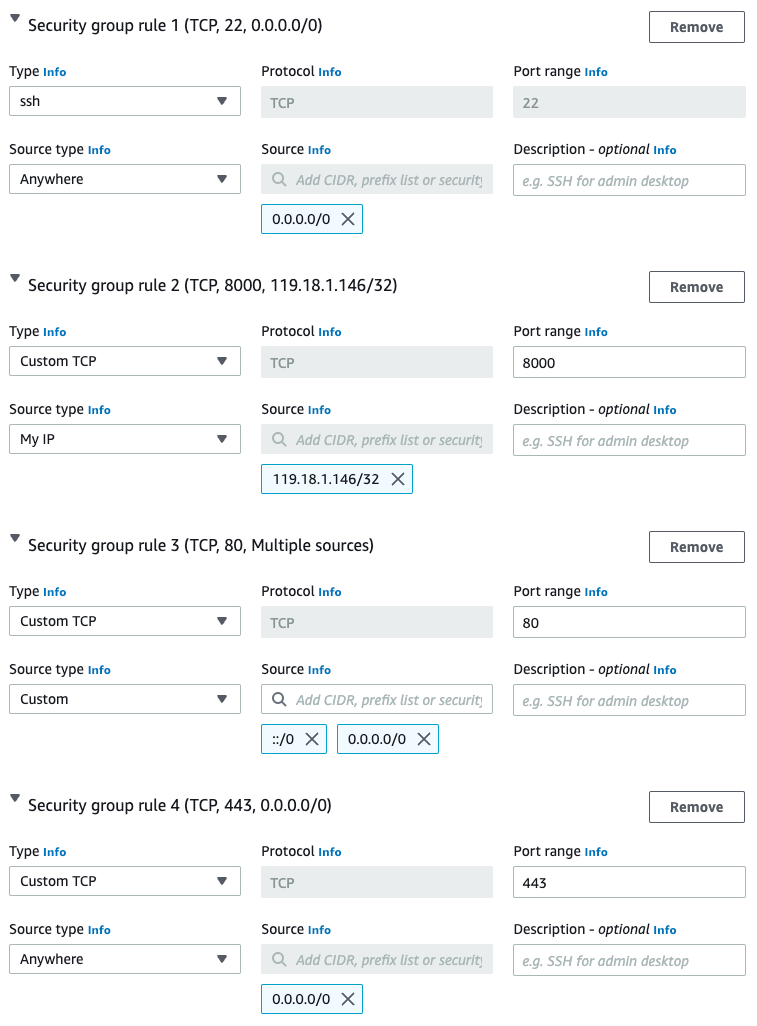 Security group rule 1 (TCP, 22, 0.0.0.0/0) Remove
Type Info Protocol Info Port range Info
ssh TCP 22
Source type Info Source Info Description - optional Info
Anywhere Add CIDR, prefix list or security e.g. SSH for admin desktop
0.0.0.0/0
Security group rule 2 (TCP, 8000, 119.18.1.146/32) Remove
Type Info Protocol Info Port range Info
Custom TCP TCP 8000
Source type Info Source Info Description - optional Info
My IP Add CIDR, prefix list or security e.g. SSH for admin desktop
119.18.1.146/32
Security group rule 3 (TCP, 80, Multiple sources) Remove
Type Info Protocol Info Port range Info
Custom TCP TCP 80
Source type Info Source Info Description - optional Info
Custom Add CIDR, prefix list or security e.g. SSH for admin desktop
::/0 0.0.0.0/0
Security group rule 4 (TCP, 443, 0.0.0.0/0) Remove
Type Info Protocol Info Port range Info
Custom TCP TCP 443
Source type Info Source Info Description - optional Info
Anywhere Add CIDR, prefix list or security e.g. SSH for admin desktop
0.0.0.0/0